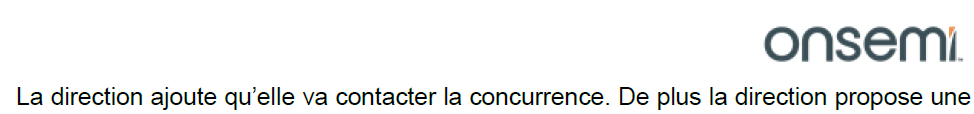 onsemi
La direction ajoute qu’elle va contacter la concurrence. De plus la direction propose une